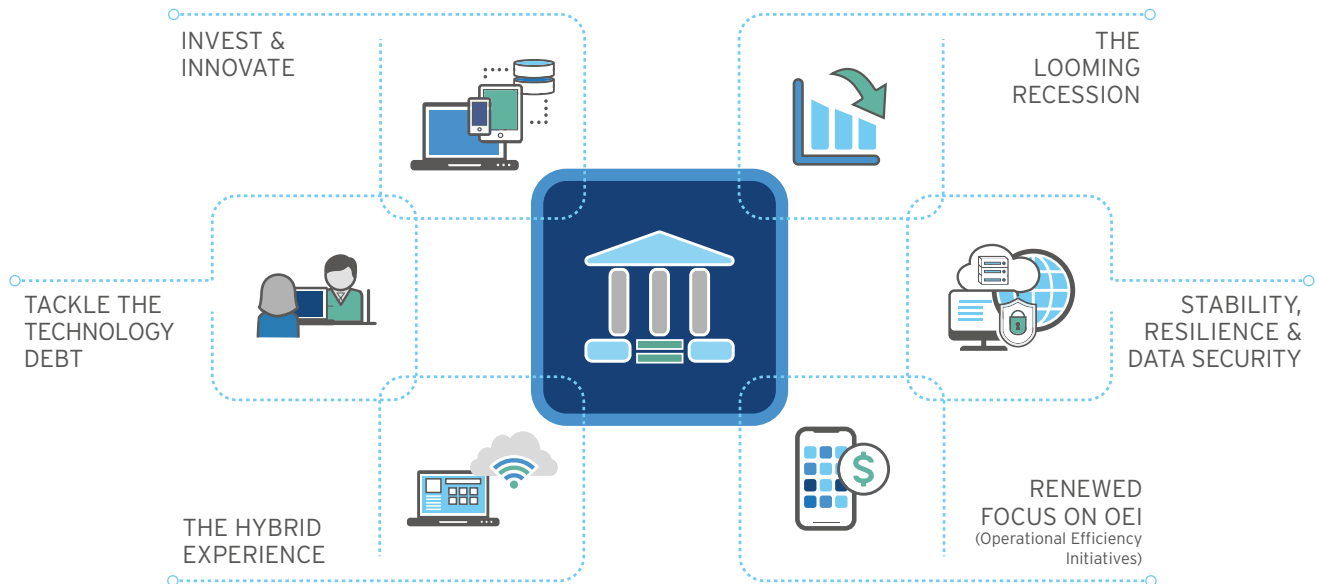 INVEST &
INNOVATE
THE
LOOMING
RECESSION
TACKLE THE
TECHNOLOGY
DEBT
STABILITY,
RESILIENCE &
DATA SECURITY
THE HYBRID
EXPERIENCE
RENEWED
FOCUS ON OEI
(Operational Efficiency
Initiatives)
$